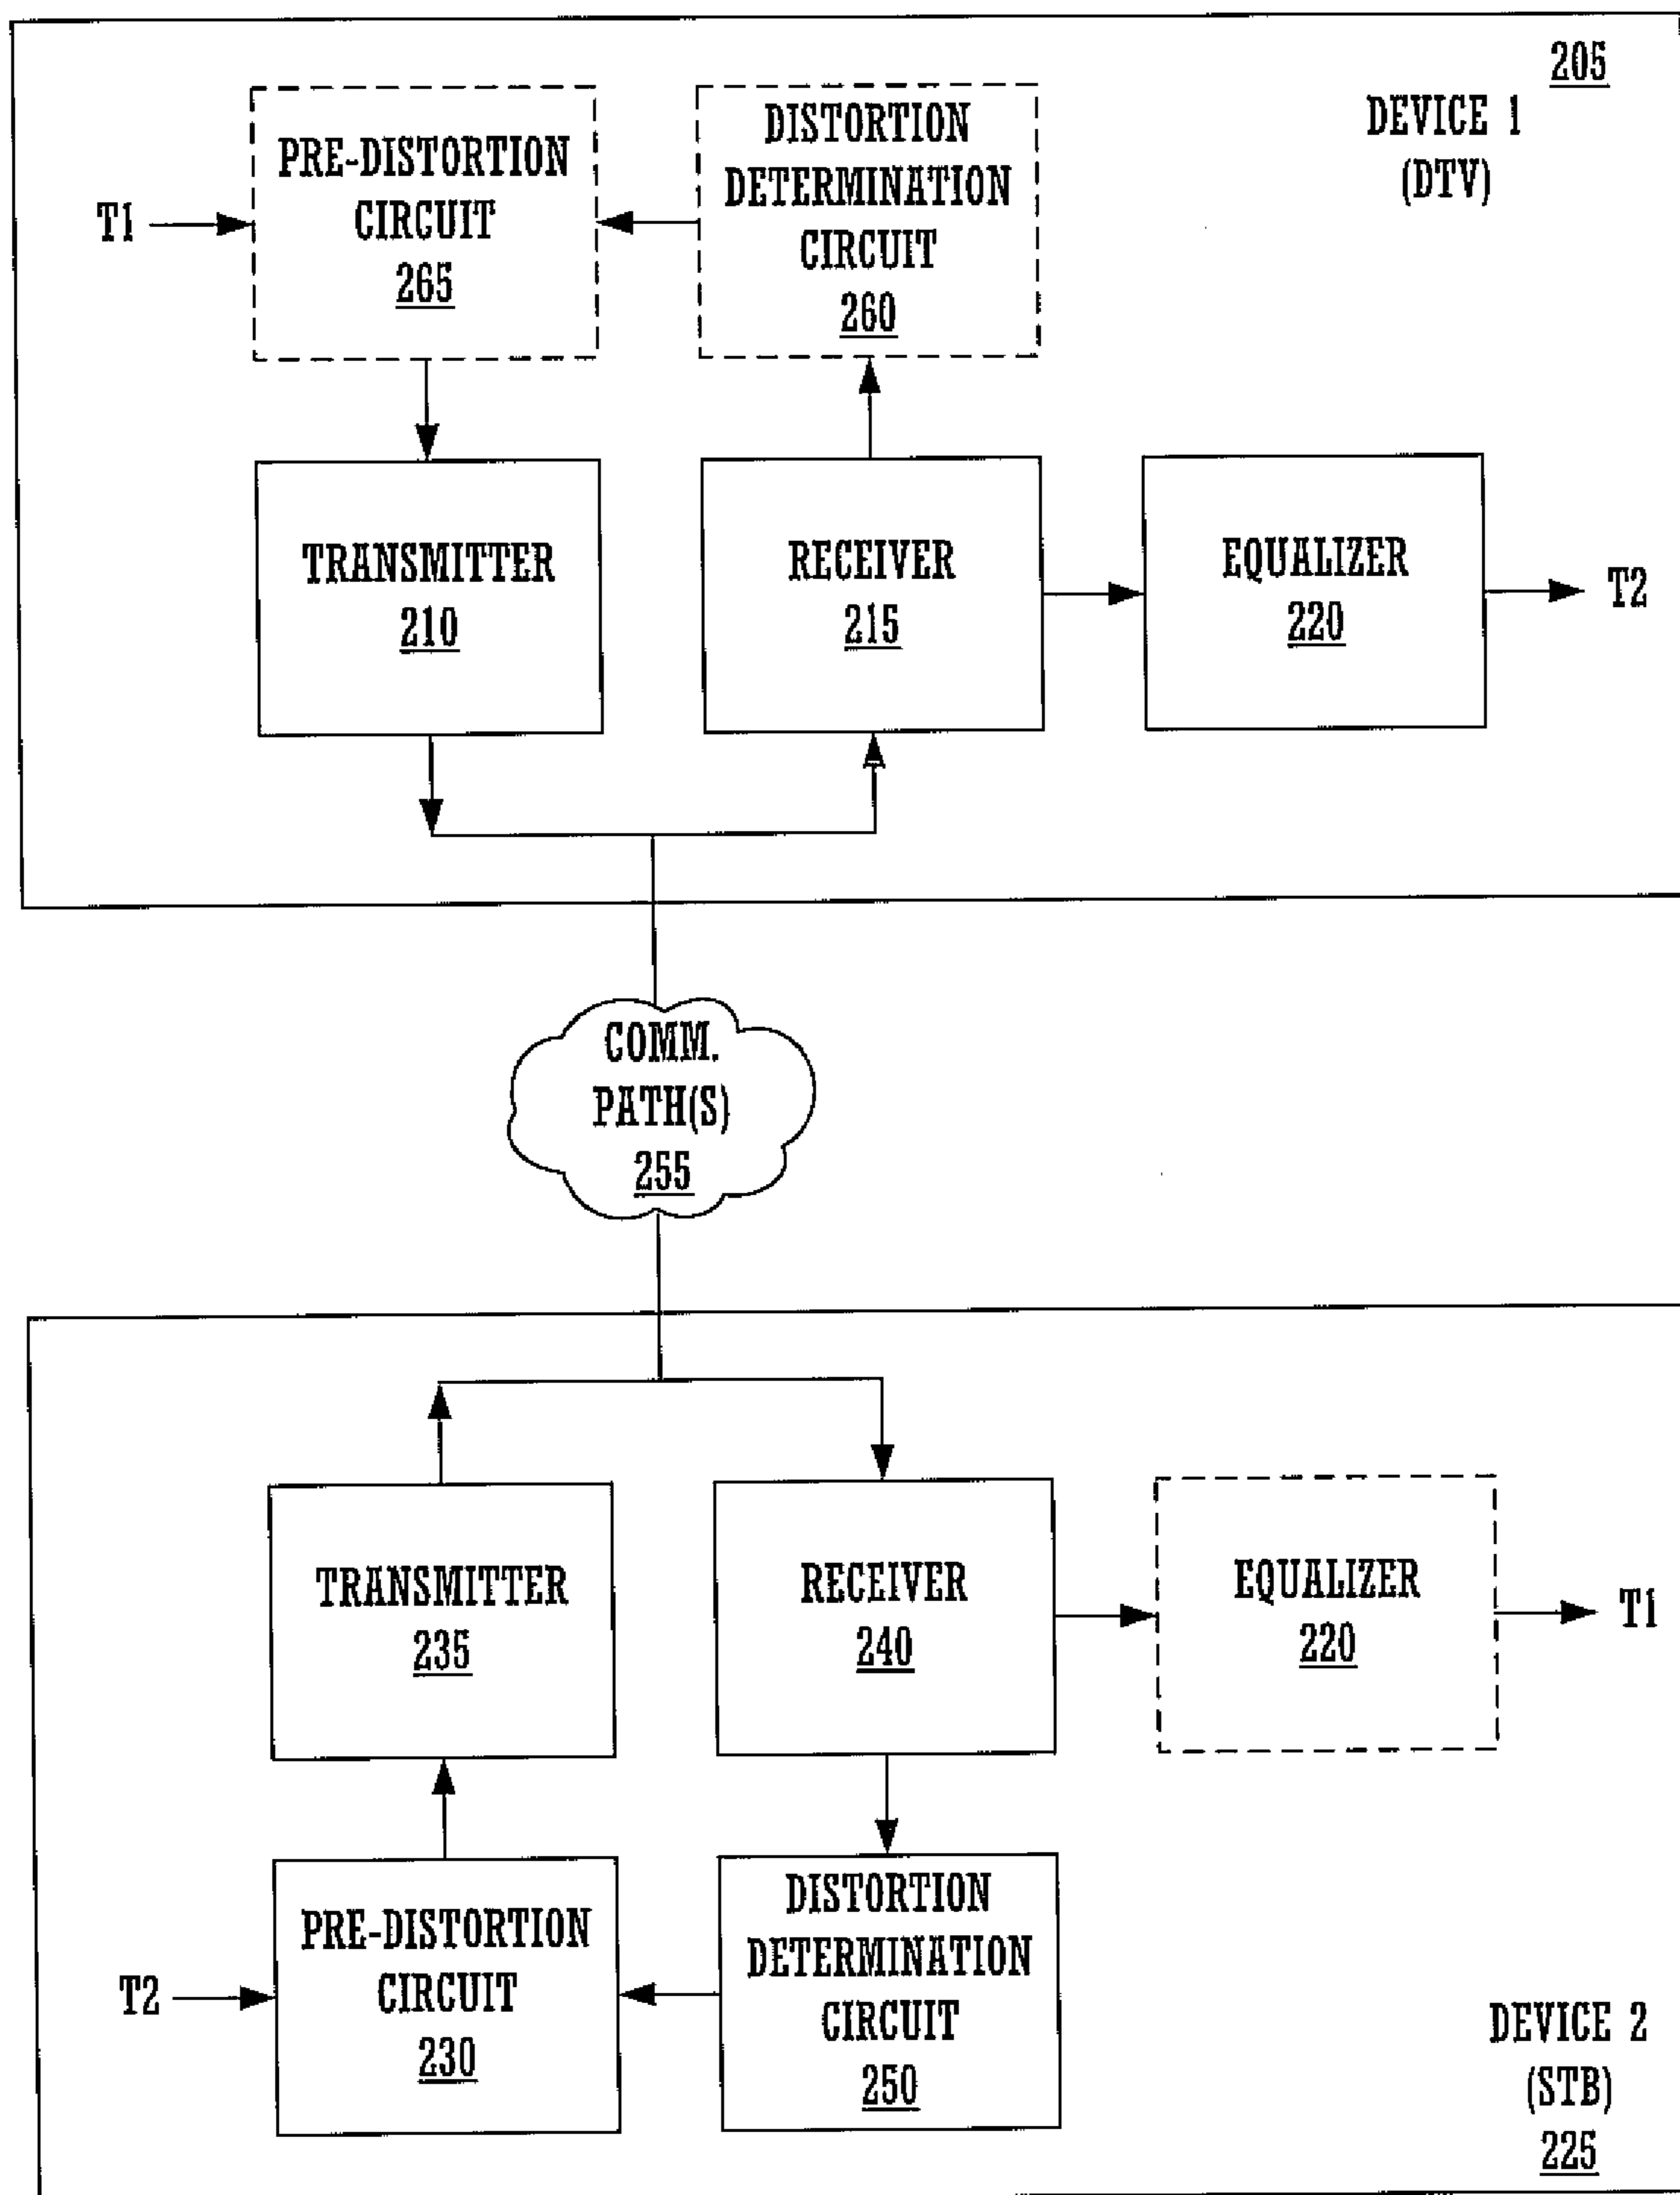 205
DEVICE 1
(DTV)
PRE-DISTORTION
CIRCUIT
265
DISTORTION
DETERMINATION
CIRCUIT
260
T1
TRANSMITTER
210
RECEIVER
215
EQUALIZER
220
T2
COMM.
PATH(S)
255
TRANSMITTER
235
RECEIVER
240
EQUALIZER
220
T1
PRE-DISTORTION
CIRCUIT
230
DISTORTION
DETERMINATION
CIRCUIT
250
T2
DEVICE 2
(STB)
225